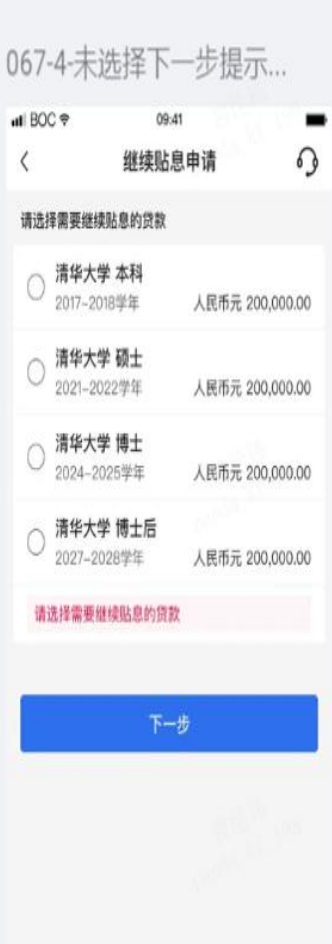 067-4-未选择下一步提示...
BOC 09:41
继续贴息申请
请选择需要继续贴息的贷款
清华大学 本科
2017-2018学年 人民币元 200,000.00
清华大学 硕士
2021-2022学年 人民币元 200,000.00
清华大学 博士
2024-2025学年 人民币元 200,000.00
清华大学 博士后
2027-2028学年 人民币元 200,000.00
请选择需要继续贴息的贷款
下一步